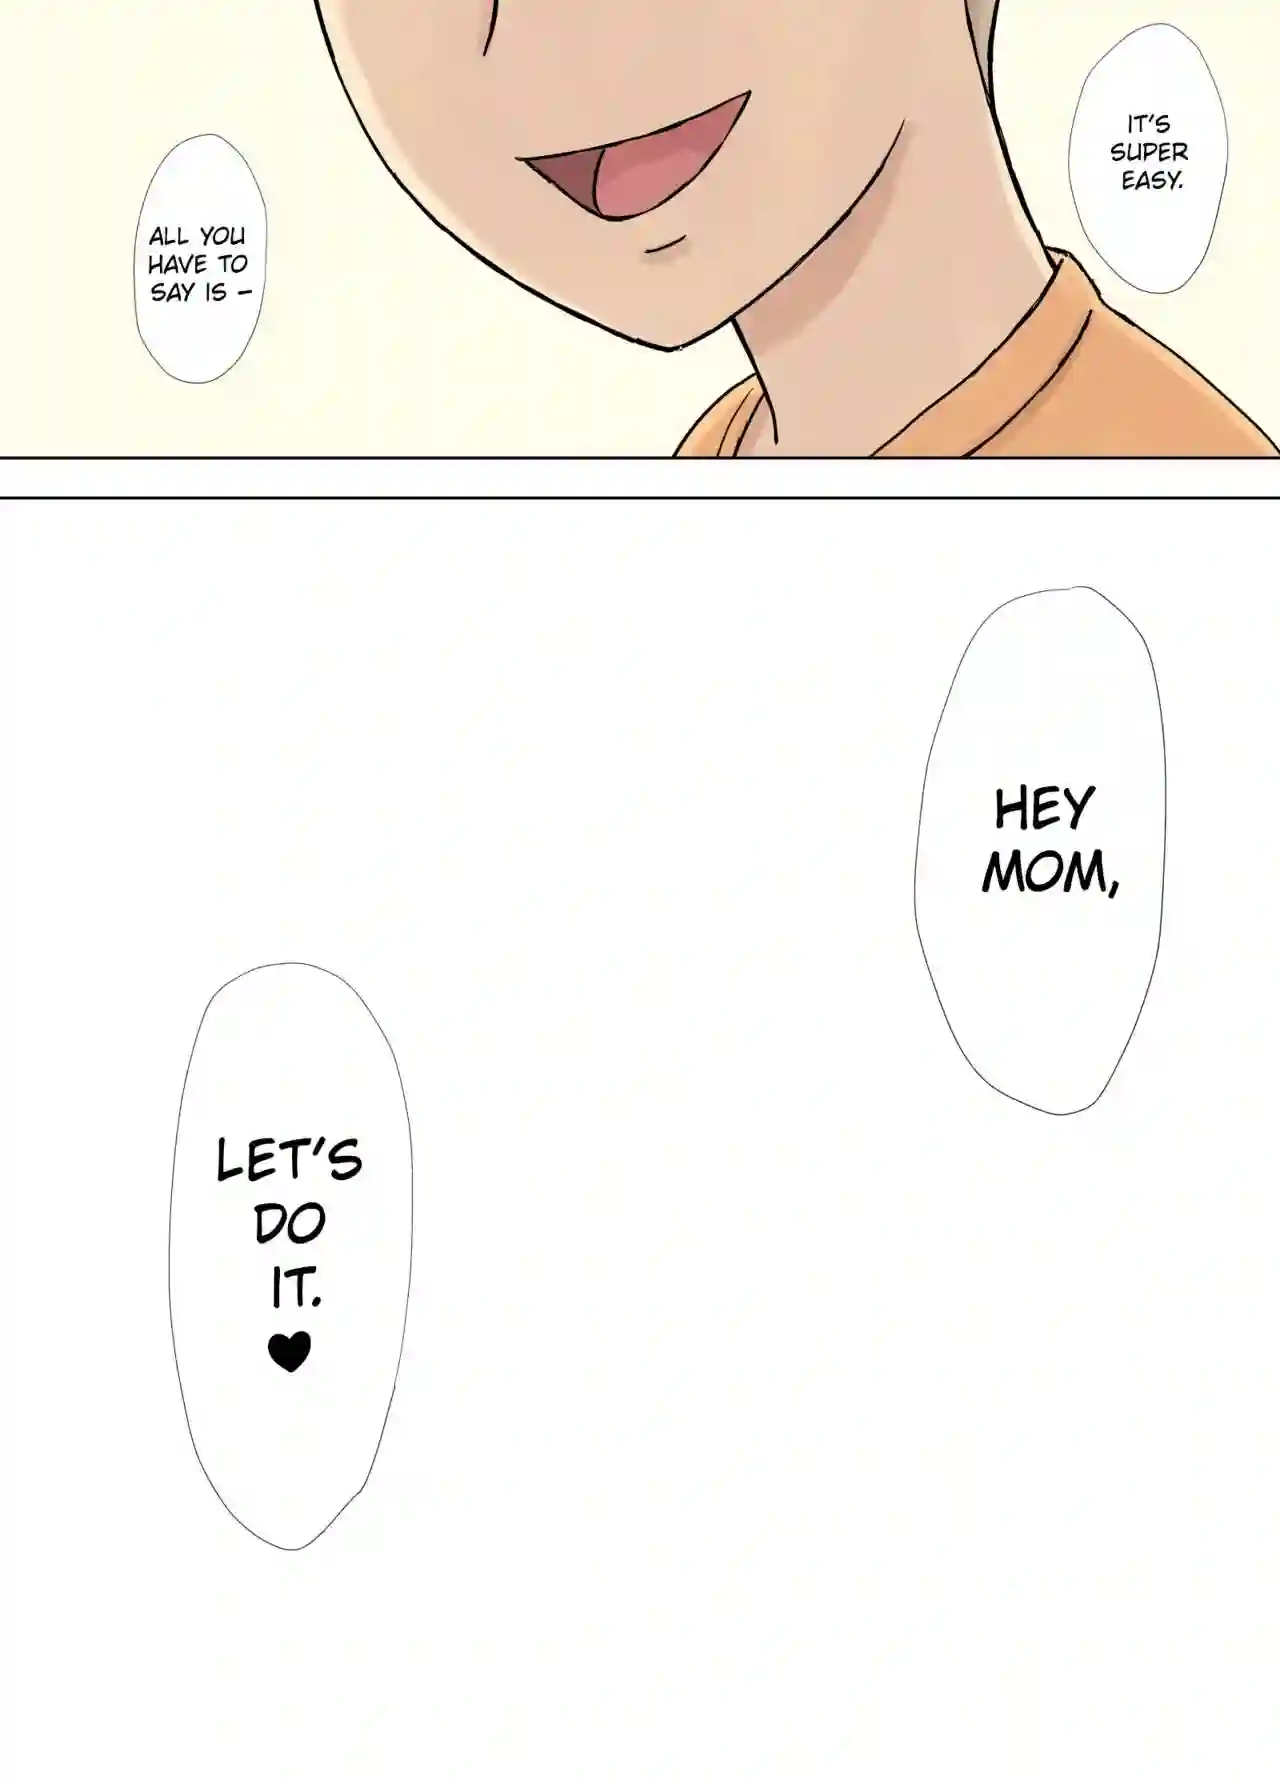 IT'S
SUPER
EASY.
ALL YOU
HAVE TO
SAY IS –
HEY
MOM,
LET'S
DO
IT.
♥